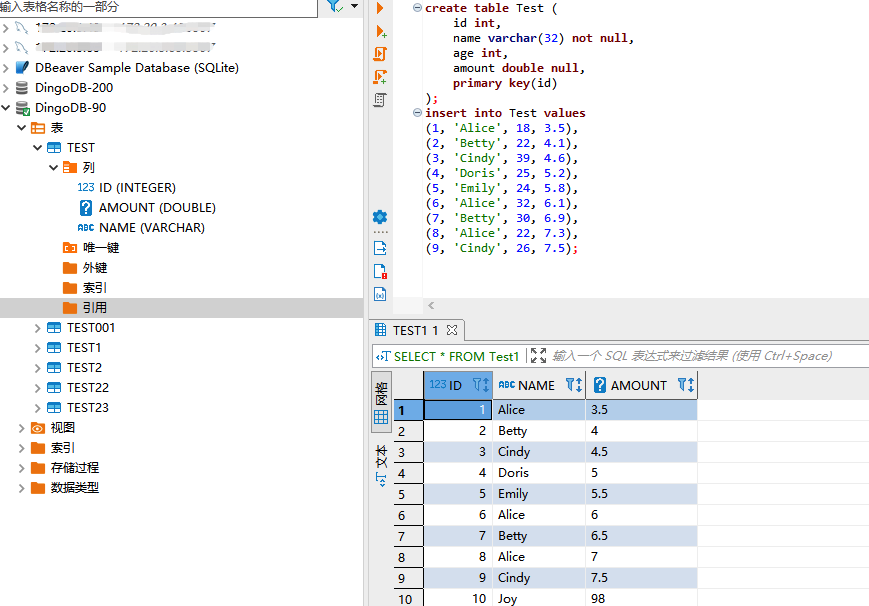 输入表格名称的一部分
DBeaver Sample Database (SQLite)
DingoDB-200
DingoDB-90
表
TEST
列
123 ID (INTEGER)
? AMOUNT (DOUBLE)
ABC NAME (VARCHAR)
唯一键
外键
索引
引用
TEST001
TEST1
TEST2
TEST22
TEST23
视图
索引
存储过程
数据类型
create table Test (
id int,
name varchar(32) not null,
age int,
amount double null,
primary key(id)
);
insert into Test values
(1, 'Alice', 18, 3.5),
(2, 'Betty', 22, 4.1),
(3, 'Cindy', 39, 4.6),
(4, 'Doris', 25, 5.2),
(5, 'Emily', 24, 5.8),
(6, 'Alice', 32, 6.1),
(7, 'Betty', 30, 6.9),
(8, 'Alice', 22, 7.3),
(9, 'Cindy', 26, 7.5);
TEST1 1
SELECT * FROM Test1 输入一个 SQL 表达式来过滤结果 (使用 Ctrl+Space)
网格
文本
123 ID ABC NAME ? AMOUNT
1 1 Alice 3.5
2 2 Betty 4
3 3 Cindy 4.5
4 4 Doris 5
5 5 Emily 5.5
6 6 Alice 6
7 7 Betty 6.5
8 8 Alice 7
9 9 Cindy 7.5
10 10 Joy 98